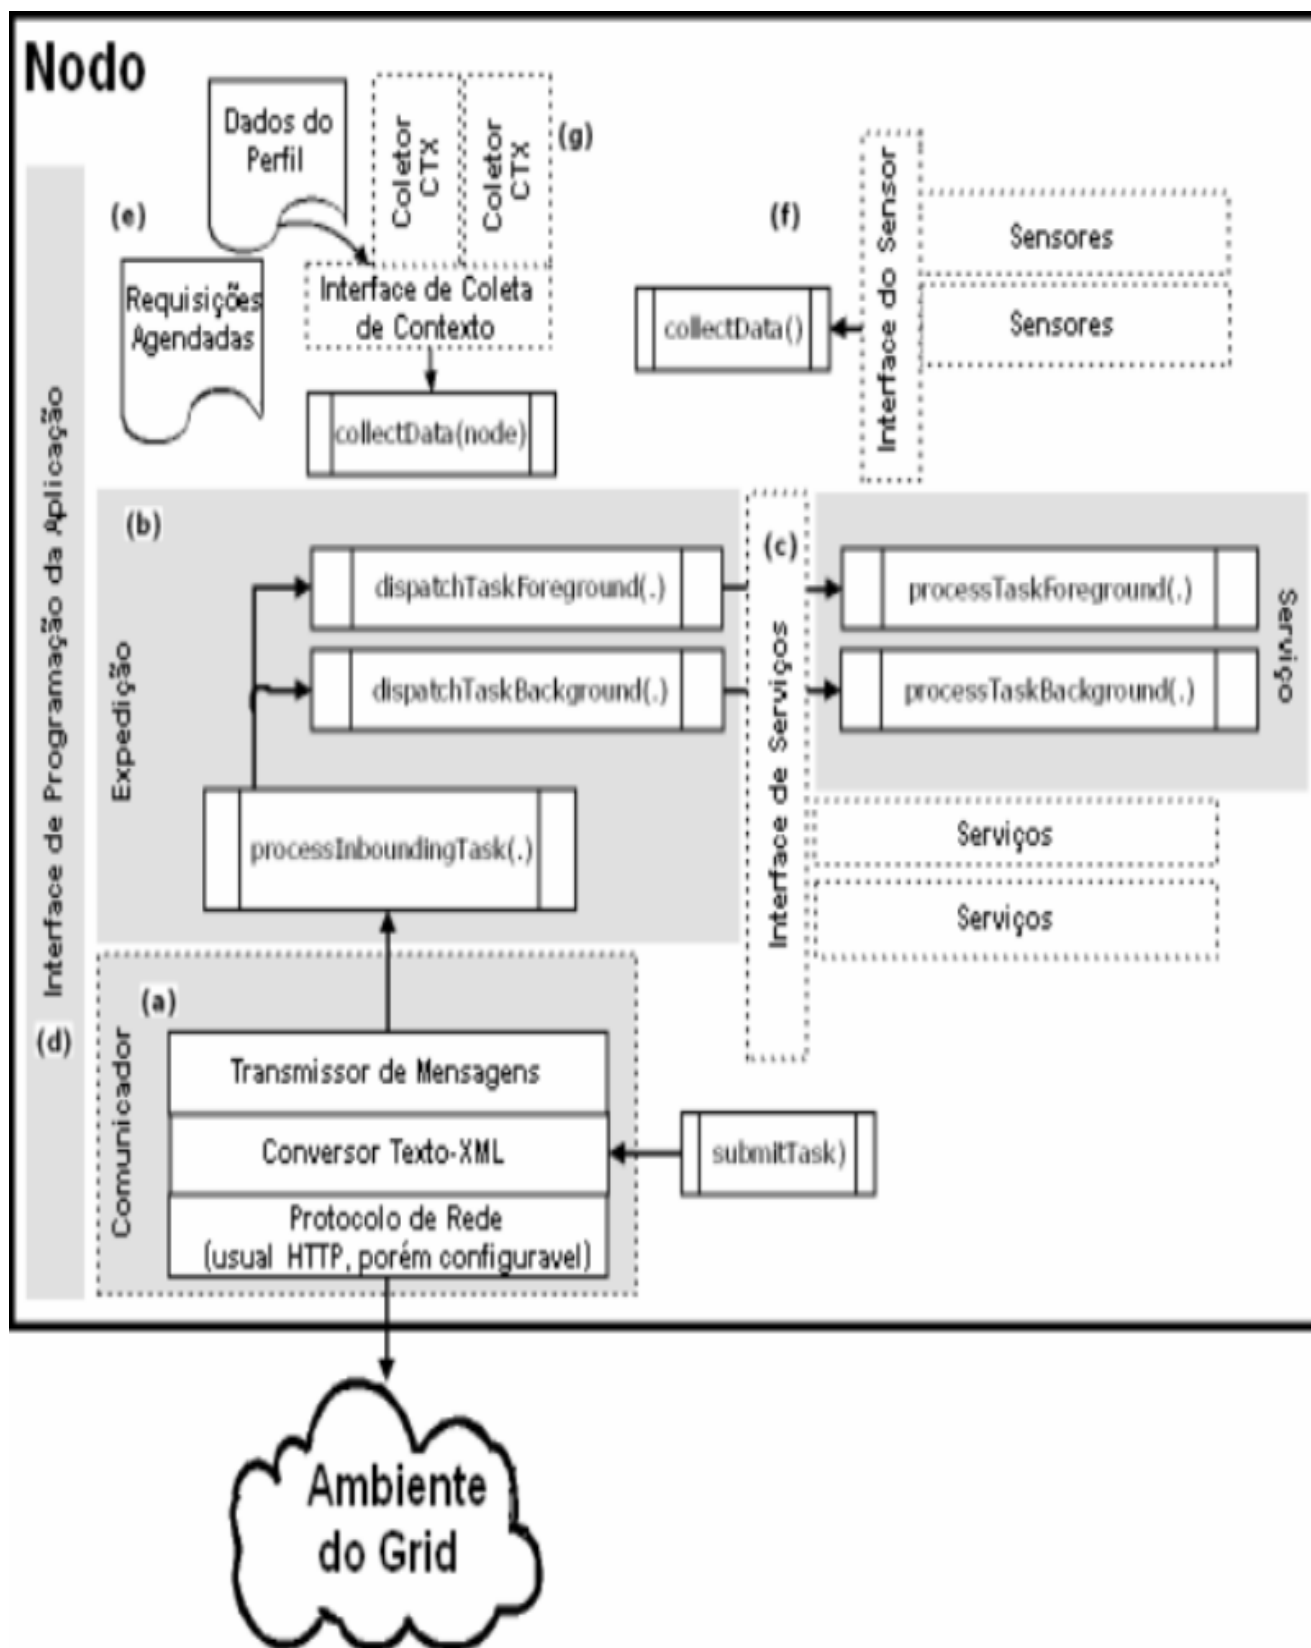 Nodo
Dados do
Perfil
Coletor
CTX
Coletor
CTX
(g)
(e)
Requisições
Agendadas
Interface de Coleta
de Contexto
collectData(node)
(f)
collectData()
Interface do Sensor
Sensores
Sensores
Interface de Programação da Aplicação
(d)
(b)
Expedição
dispatchTaskForeground(.)
dispatchTaskBackground(.)
processInboundingTask(.)
(c)
Interface de Serviços
processTaskForeground(.)
processTaskBackground(.)
Serviço
Serviços
Serviços
(a)
Comunicador
Transmissor de Mensagens
Conversor Texto-XML
Protocolo de Rede
(usual HTTP, porém configuravel)
submitTask)
Ambiente
do Grid